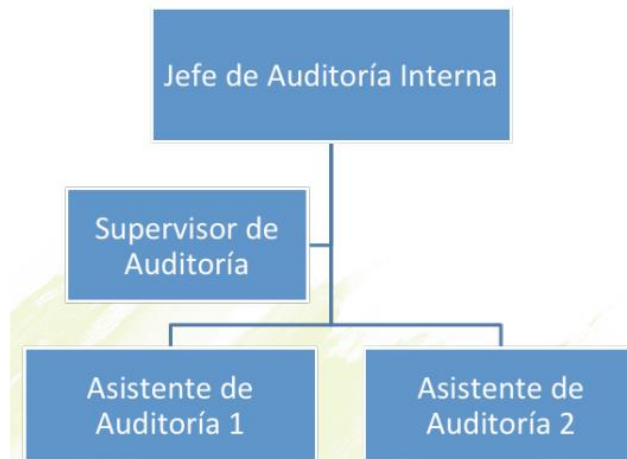 Jefe de Auditoría Interna
Supervisor de
Auditoría
Asistente de
Auditoría 1
Asistente de
Auditoría 2